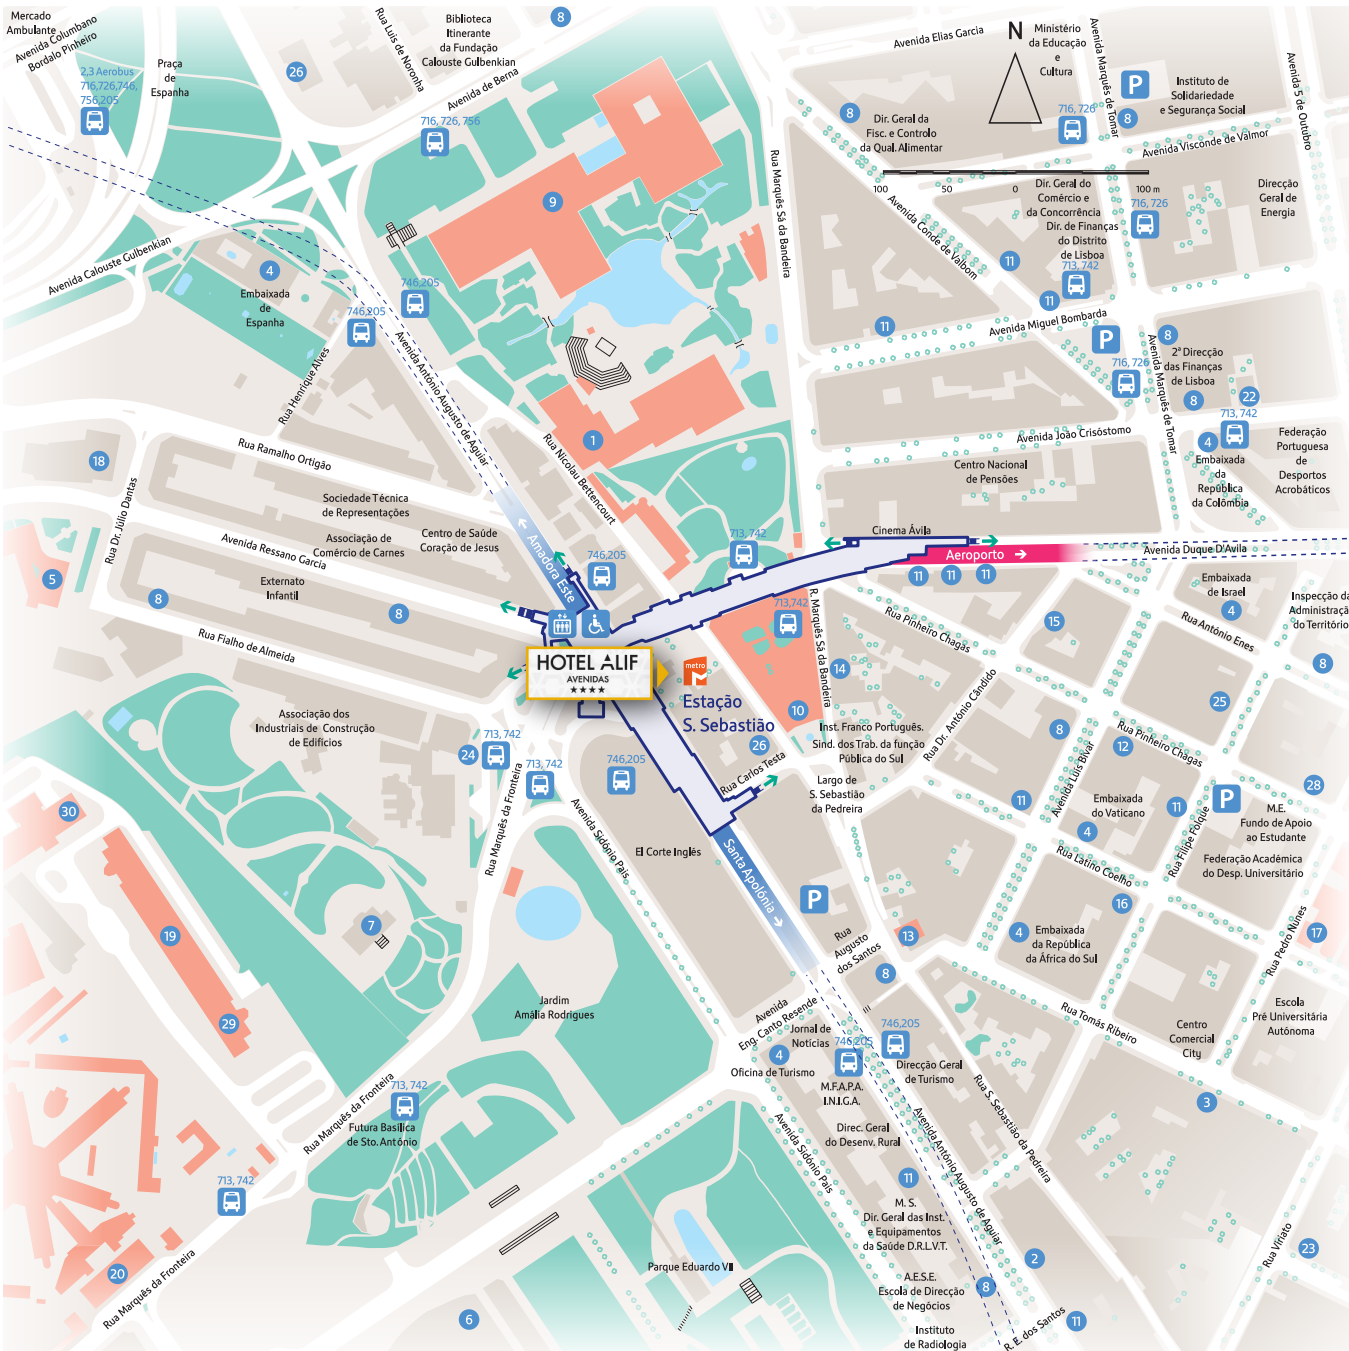 Mercado
Ambulante
Avenida Columbano
Bordalo Pinheiro
2,3 Aerobus
716,726,746,
756,205
Praça
de
Espanha
26
Rua Luis de Noronha
Biblioteca
Itinerante
da Fundação
Calouste Gulbenkian
8
Avenida de Berna
716, 726, 756
Avenida Elias Garcia
N
Ministério
da Educação
e
Cultura
Avenida Marquês de Tomar
P
Instituto de
Solidariedade
e Segurança Social
Avenida 5 de Outubro
8
Dir. Geral da
Fisc. e Controlo
da Qual. Alimentar
716, 726
8
Avenida Visconde de Valmor
100
50
0
100 m
Dir. Geral do
Comércio e
da Concorrência
Dir. de Finanças
do Distrito
de Lisboa
713, 742
716, 726
Direcção
Geral de
Energia
Rua Marquês Sá da Bandeira
Avenida Conde de Valbom
9
11
11
11
Avenida Calouste Gulbenkian
4
Embaixada
de
Espanha
746,205
746,205
Rua Henrique Alves
Avenida António Augusto de Aguiar
Avenida Miguel Bombarda
P
8
2ª Direcção
das Finanças
de Lisboa
716, 726
8
22
Avenida Marquês de Tomar
713, 742
4
Embaixada
da
República
da Colômbia
Federação
Portuguesa
de
Desportos
Acrobáticos
Avenida João Crisóstomo
Centro Nacional
de Pensões
1
Rua Nicolau Bettencourt
Rua Ramalho Ortigão
18
Rua Dr. Júlio Dantas
Sociedade Técnica
de Representações
Associação de
Comércio de Carnes
Centro de Saúde
Coração de Jesus
Avenida Ressano Garcia
Externato
Infantil
5
8
8
Rua Fialho de Almeida
Amadora Este
746,205
713, 742
Cinema Ávila
Aeroporto
Avenida Duque D'Avila
11
11
11
Embaixada
de Israel
4
Inspecção da
Administração
do Território
8
Rua António Enes
713,742
R. Marquês Sá da Bandeira
Rua Pinheiro Chagas
15
14
Rua Dr. António Cândido
HOTEL ALIF
AVENIDAS
metro
Estação
S. Sebastião
10
26
Inst. Franco Português.
Sind. dos Trab. da função
Pública do Sul
Rua Carlos Testa
Largo de
S. Sebastião
da Pedreira
8
11
Avenida Luis Bivar
25
12
Rua Pinheiro Chagas
Embaixada
do Vaticano
4
11
Rua Filipe Folque
P
28
M.E.
Fundo de Apoio
ao Estudante
Federação Académica
do Desp. Universitário
Rua Latino Coelho
16
Associação dos
Industriais de Construção
de Edifícios
24
713, 742
713, 742
746,205
Rua Marquês da Fronteira
Avenida Sidónio Pais
El Corte Inglés
Santa Apolónia
30
19
29
7
P
Rua
Augusto
dos Santos
13
8
4
Embaixada
da República
da África do Sul
17
Rua Pedro Nunes
Escola
Pré Universitária
Autónoma
Rua Tomás Ribeiro
Centro
Comercial
City
3
Jardim
Amália Rodrigues
Avenida
Eng. Canto Resende
Jornal de
Notícias
4
Oficina de Turismo
746,205
746,205
M.F.A.P.A.
I.N.I.G.A.
Direcção Geral
de Turismo
Rua S. Sebastião da Pedreira
Direc. Geral
do Desenv. Rural
Avenida Sidónio Pais
Avenida António Augusto de Aguiar
11
M. S.
Dir. Geral das Inst.
e Equipamentos
da Saúde D.R.L.V.T.
A.E.S.E.
Escola de Direcção
de Negócios
8
Instituto
de Radiologia
2
11
R. E. dos Santos
Rua Viriato
23
Rua Marquês da Fronteira
713, 742
Futura Basílica
de Sto. António
713, 742
20
Rua Marquês da Fronteira
Parque Eduardo VII
6